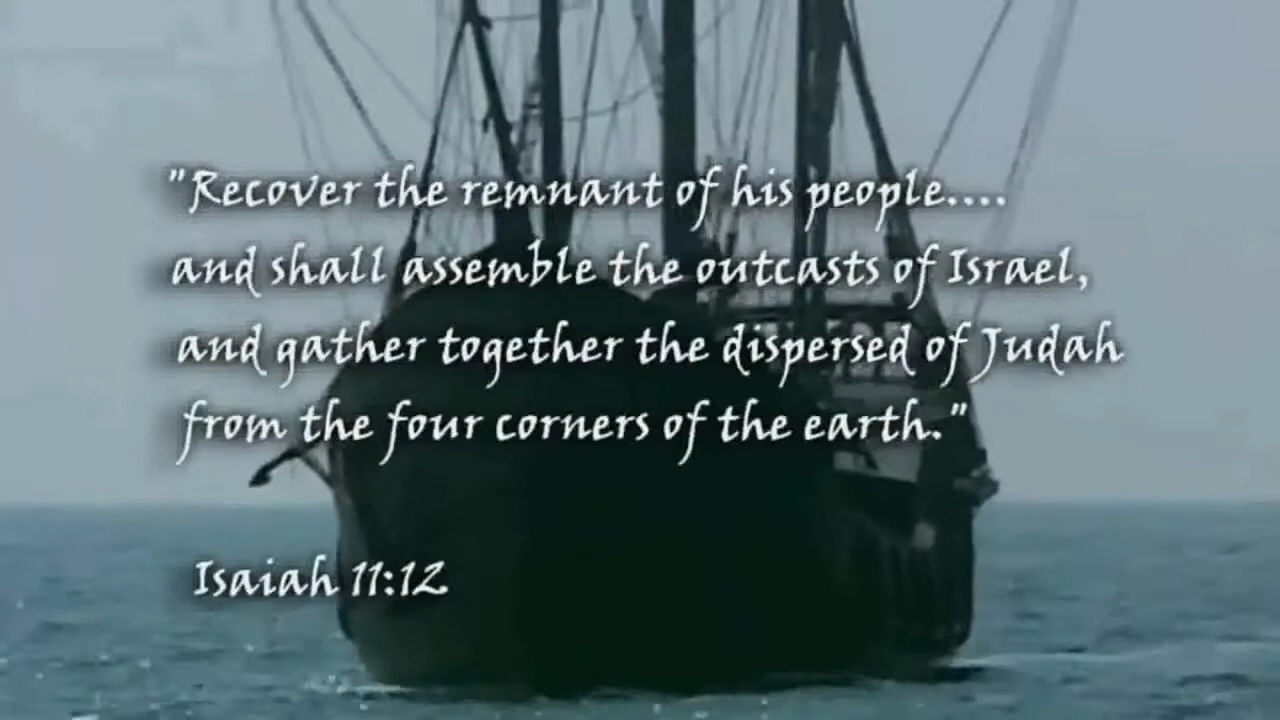 "Recover the remnant of his people....
and shall assemble the outcasts of Israel,
and gather together the dispersed of Judah
from the four corners of the earth."
Isaiah 11:12